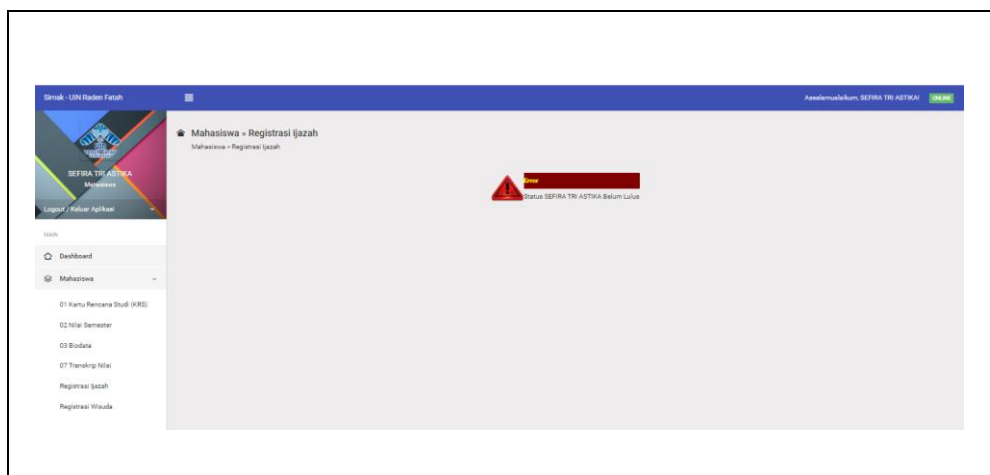 Simak - UIN Raden Fatah
Assalamualaikum, SEFIRA TRI ASTIKA!
ONLINE
SEFIRA TRI ASTIKA
Mahasiswa
Logout / Keluar Aplikasi
MAIN
Dashboard
Mahasiswa
01 Kartu Rencana Studi (KRS)
02 Nilai Semester
03 Biodata
07 Transkrip Nilai
Registrasi Ijazah
Registrasi Wisuda
Mahasiswa » Registrasi Ijazah
Mahasiswa » Registrasi Ijazah
Error
Status SEFIRA TRI ASTIKA Belum Lulus